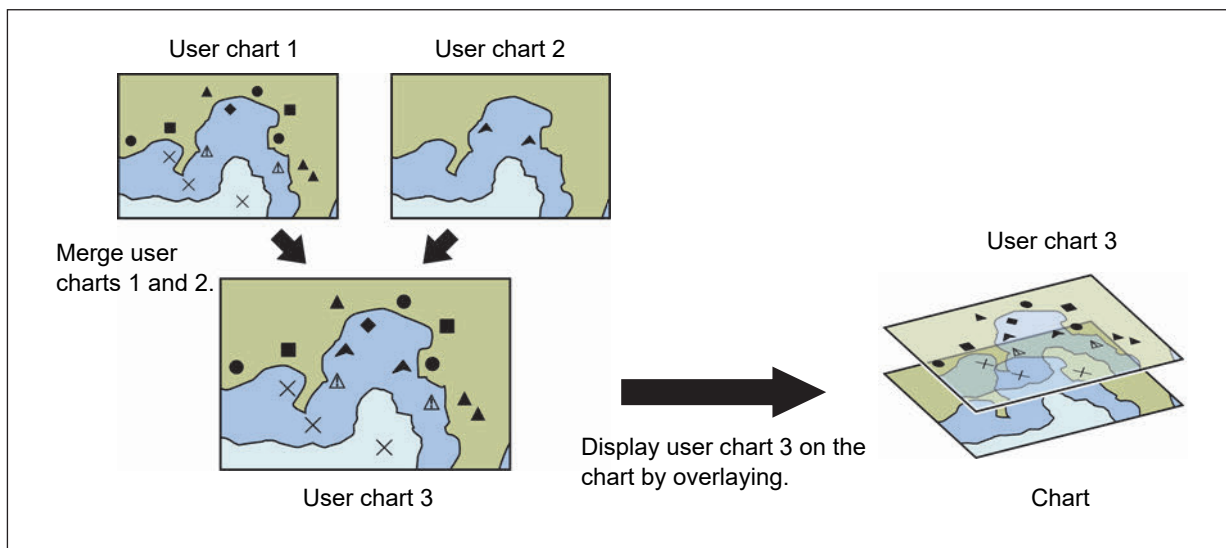 User chart 1
User chart 2
Merge user
charts 1 and 2.
User chart 3
Display user chart 3 on the
chart by overlaying.
User chart 3
Chart